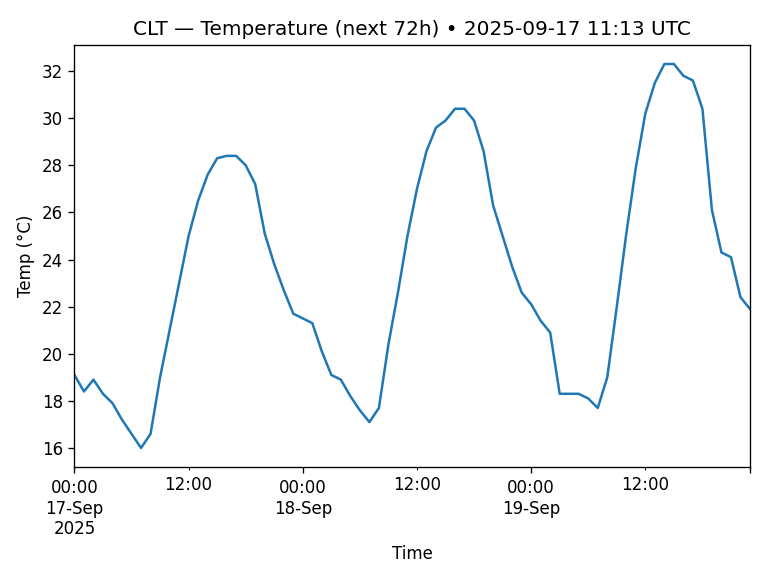 CLT — Temperature (next 72h) • 2025-09-17 11:13 UTC
Temp (°C)
32
30
28
26
24
22
20
18
16
00:00 12:00 00:00 12:00 00:00 12:00
17-Sep 18-Sep 19-Sep
2025
Time